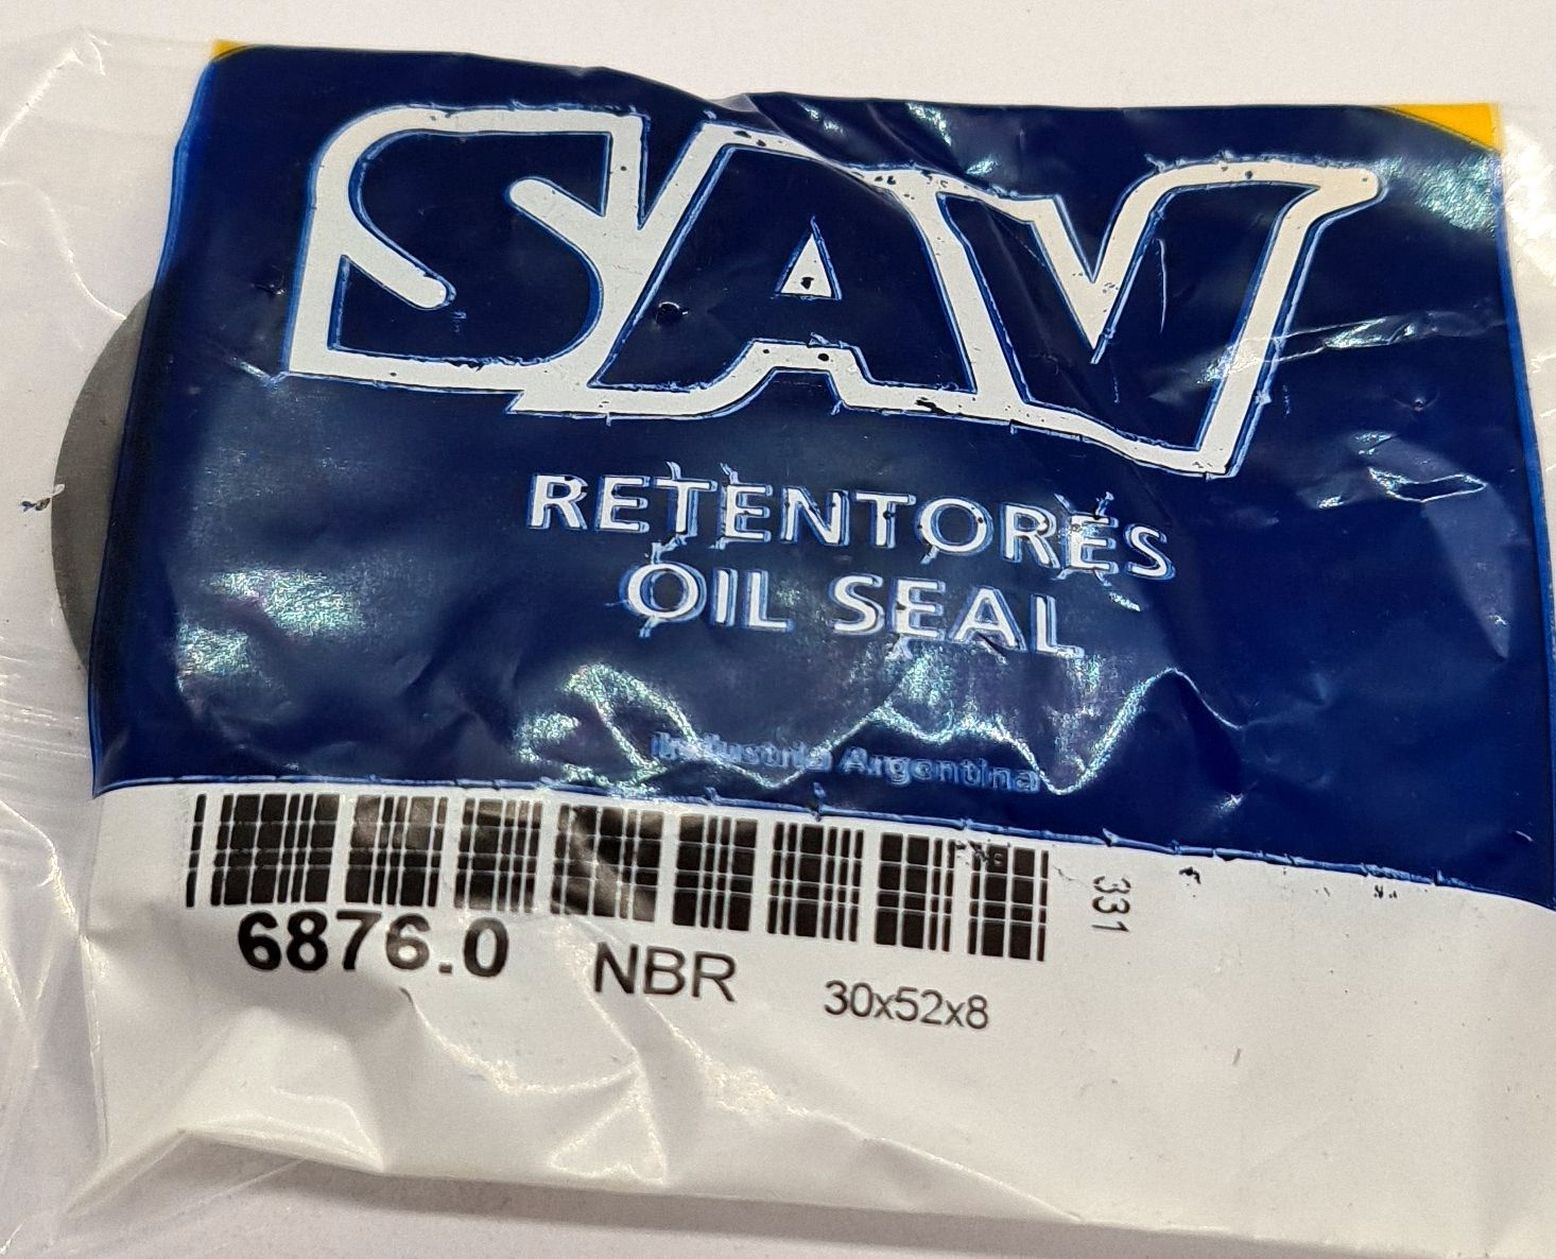 SAV
RETENTORES
OIL SEAL
Industria Argentina
331
6876.0 NBR 30x52x8